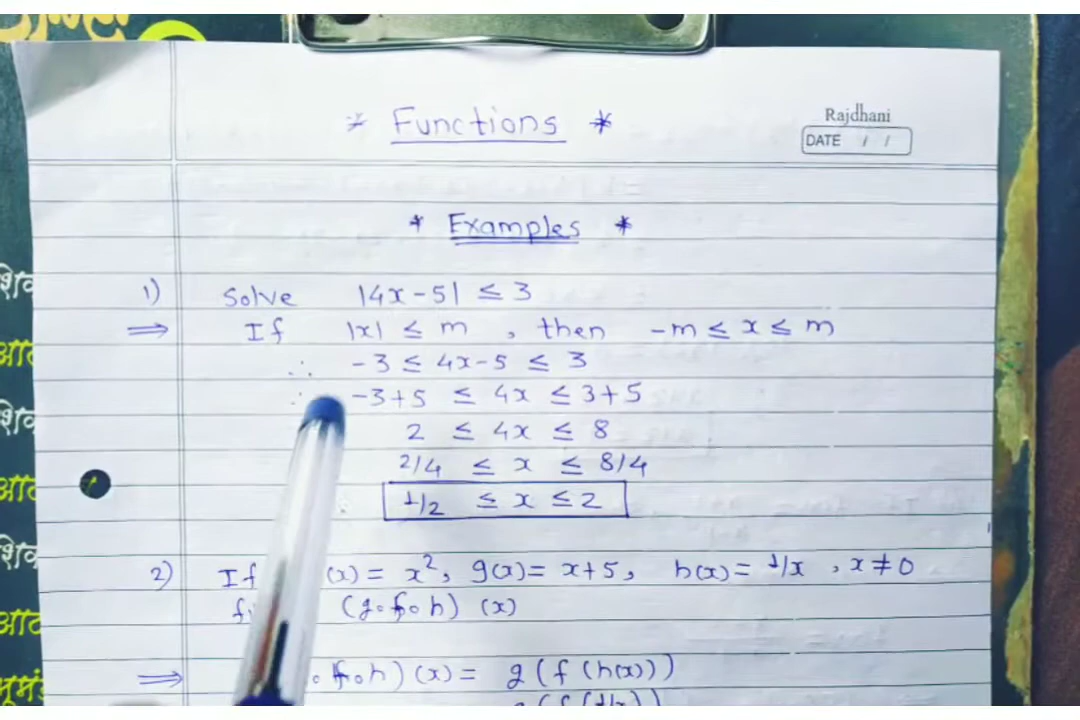 * Functions *
Rajdhani
DATE / /
* Examples *
1) Solve |4x-5| ≤ 3
⇒ If |x| ≤ m , then -m ≤ x ≤ m
∴ -3 ≤ 4x-5 ≤ 3
∴ -3+5 ≤ 4x ≤ 3+5
2 ≤ 4x ≤ 8
2/4 ≤ x ≤ 8/4
1/2 ≤ x ≤ 2
2) If (x) = x², g(x) = x+5, h(x) = 1/x , x ≠ 0
(g∘f∘h) (x)
⇒ ∘f∘h) (x) = g(f(h(x)))